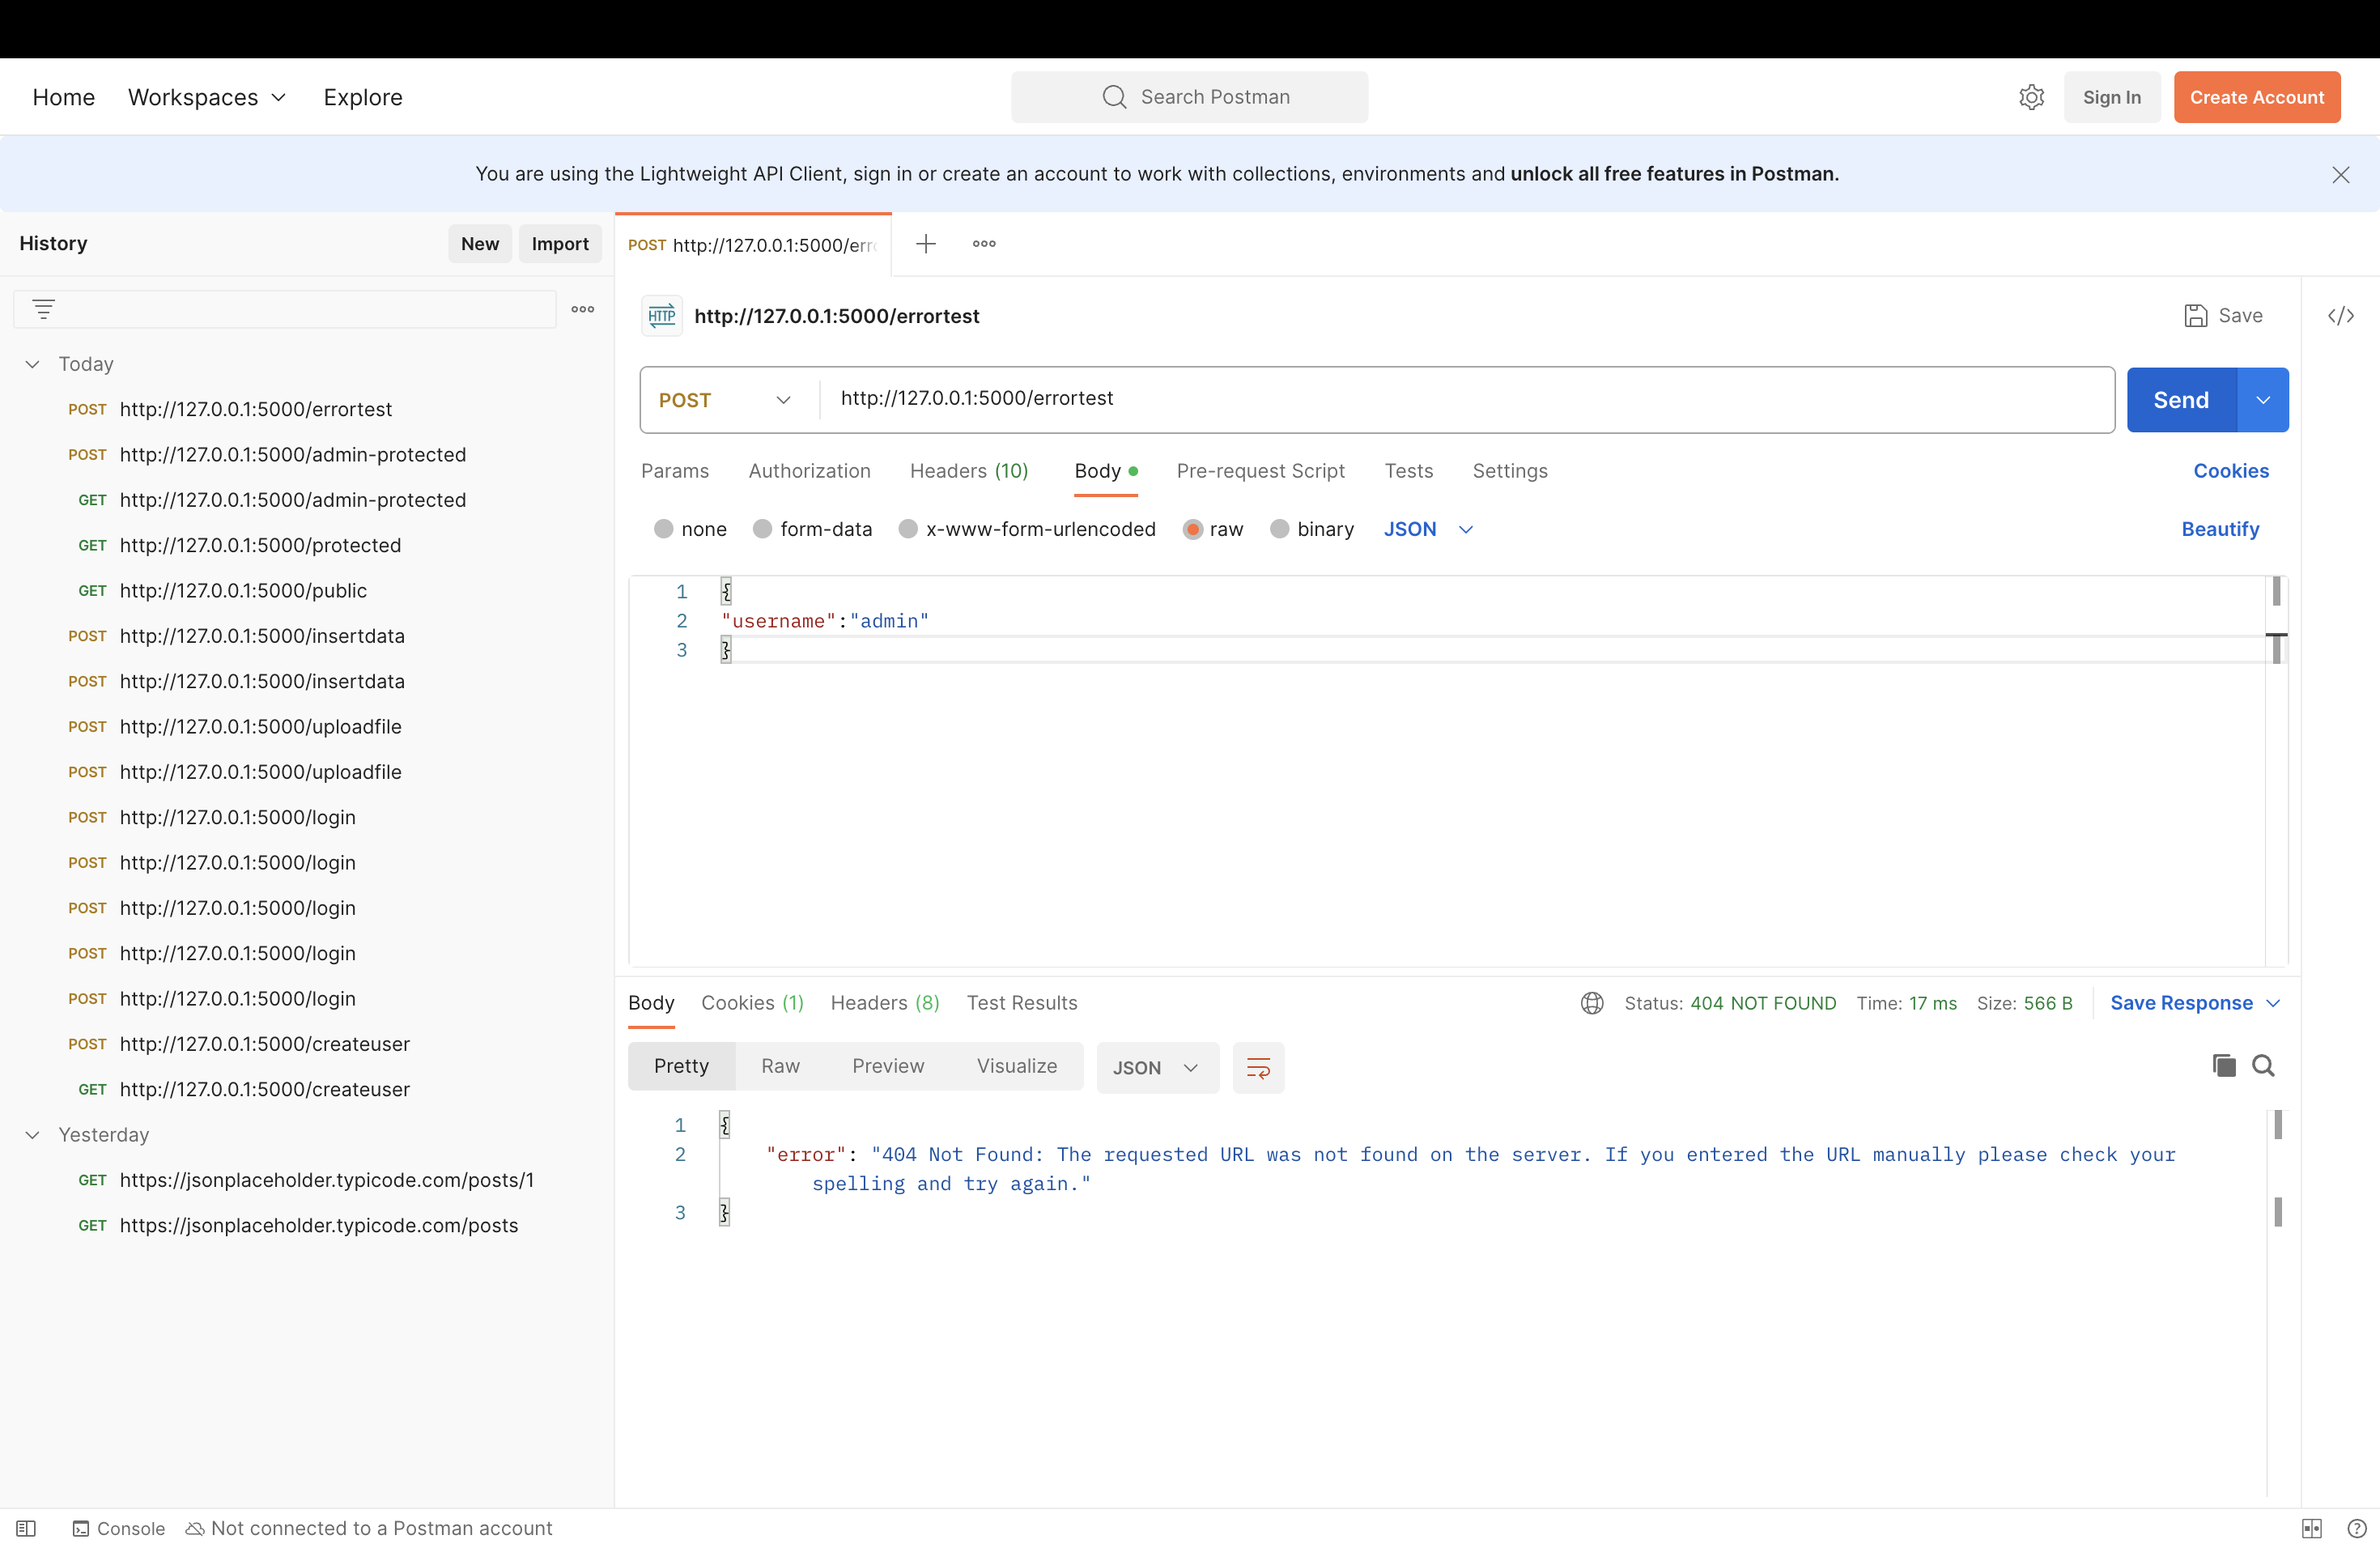 Home Workspaces Explore Search Postman Sign In Create Account
You are using the Lightweight API Client, sign in or create an account to work with collections, environments and unlock all free features in Postman.
History New Import
Today
POST http://127.0.0.1:5000/errortest
POST http://127.0.0.1:5000/admin-protected
GET http://127.0.0.1:5000/admin-protected
GET http://127.0.0.1:5000/protected
GET http://127.0.0.1:5000/public
POST http://127.0.0.1:5000/insertdata
POST http://127.0.0.1:5000/insertdata
POST http://127.0.0.1:5000/uploadfile
POST http://127.0.0.1:5000/uploadfile
POST http://127.0.0.1:5000/login
POST http://127.0.0.1:5000/login
POST http://127.0.0.1:5000/login
POST http://127.0.0.1:5000/login
POST http://127.0.0.1:5000/login
POST http://127.0.0.1:5000/createuser
GET http://127.0.0.1:5000/createuser
Yesterday
GET https://jsonplaceholder.typicode.com/posts/1
GET https://jsonplaceholder.typicode.com/posts
POST http://127.0.0.1:5000/err
HTTP http://127.0.0.1:5000/errortest Save </>
POST http://127.0.0.1:5000/errortest Send
Params Authorization Headers (10) Body Pre-request Script Tests Settings Cookies
none form-data x-www-form-urlencoded raw binary JSON Beautify
1 {
2 "username":"admin"
3 }
Body Cookies (1) Headers (8) Test Results Status: 404 NOT FOUND Time: 17 ms Size: 566 B Save Response
Pretty Raw Preview Visualize JSON
1 {
2 "error": "404 Not Found: The requested URL was not found on the server. If you entered the URL manually please check your
spelling and try again."
3 }
Console Not connected to a Postman account